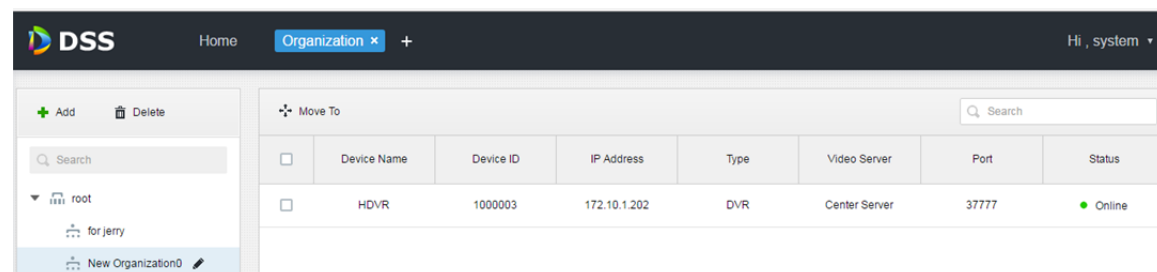 DSS Home Organization × + Hi , system
Add Delete
Search
root
for jerry
New Organization0
Move To Search
Device Name Device ID IP Address Type Video Server Port Status
HDVR 1000003 172.10.1.202 DVR Center Server 37777 Online